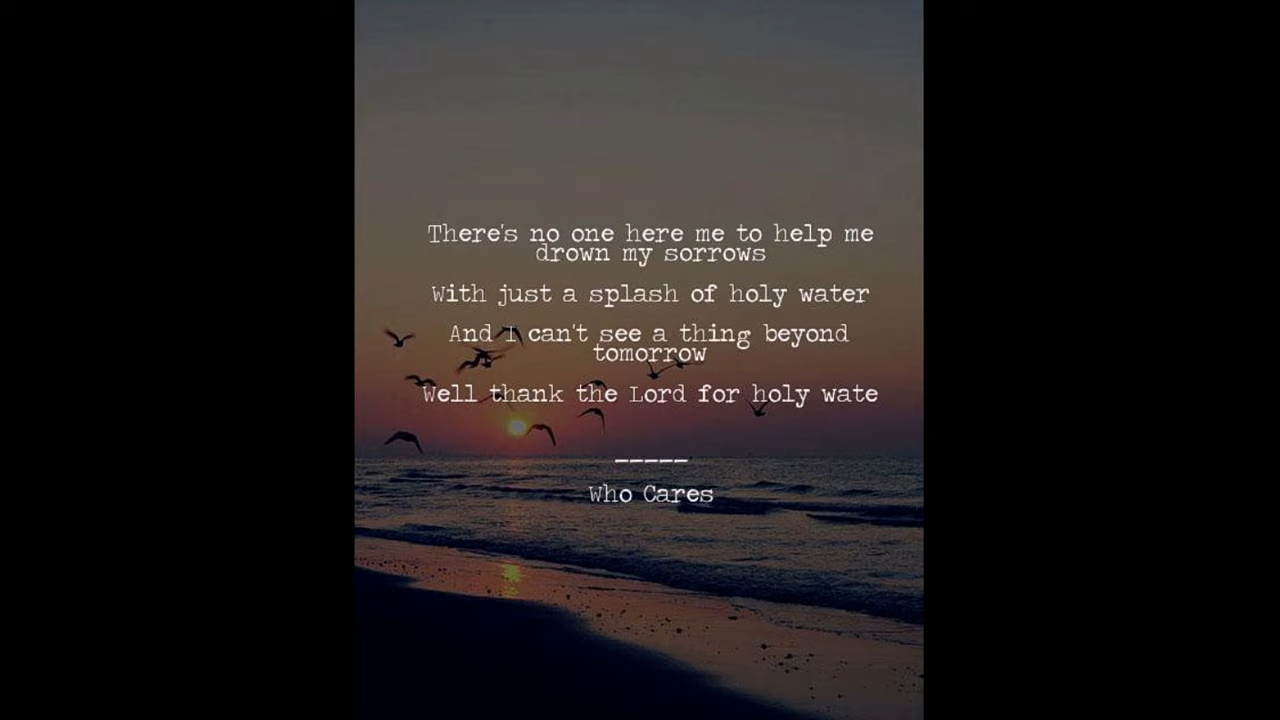 There's no one here me to help me
drown my sorrows
With just a splash of holy water
And I can't see a thing beyond
tomorrow
Well thank the Lord for holy wate
-----
Who Cares